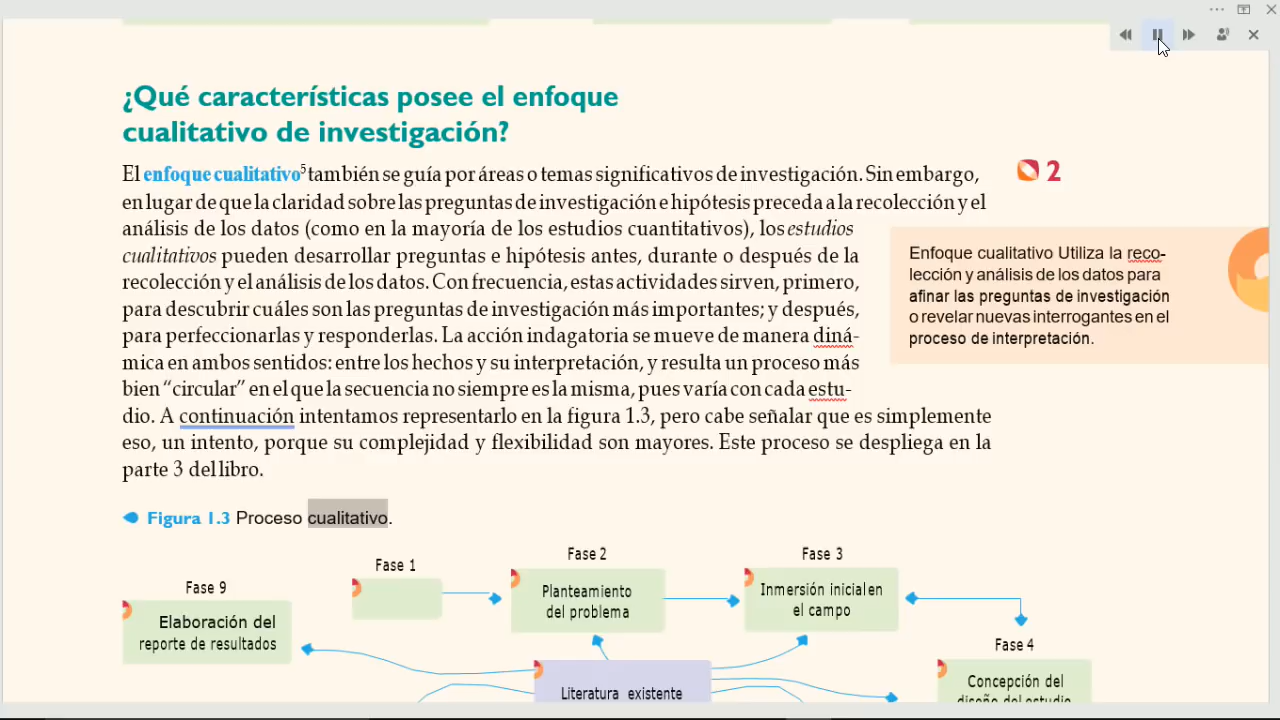 ¿Qué características posee el enfoque
cualitativo de investigación?
El enfoque cualitativo5 también se guía por áreas o temas significativos de investigación. Sin embargo,
en lugar de que la claridad sobre las preguntas de investigación e hipótesis preceda a la recolección y el
análisis de los datos (como en la mayoría de los estudios cuantitativos), los estudios
cualitativos pueden desarrollar preguntas e hipótesis antes, durante o después de la
recolección y el análisis de los datos. Con frecuencia, estas actividades sirven, primero,
para descubrir cuáles son las preguntas de investigación más importantes; y después,
para perfeccionarlas y responderlas. La acción indagatoria se mueve de manera diná-
mica en ambos sentidos: entre los hechos y su interpretación, y resulta un proceso más
bien “circular” en el que la secuencia no siempre es la misma, pues varía con cada estu-
dio. A continuación intentamos representarlo en la figura 1.3, pero cabe señalar que es simplemente
eso, un intento, porque su complejidad y flexibilidad son mayores. Este proceso se despliega en la
parte 3 del libro.
2
Enfoque cualitativo Utiliza la reco-
lección y análisis de los datos para
afinar las preguntas de investigación
o revelar nuevas interrogantes en el
proceso de interpretación.
Figura 1.3 Proceso cualitativo.
Fase 1
Fase 2
Planteamiento
del problema
Fase 3
Inmersión inicial en
el campo
Fase 9
Elaboración del
reporte de resultados
Fase 4
Concepción del
diseño del estudio
Literatura existente